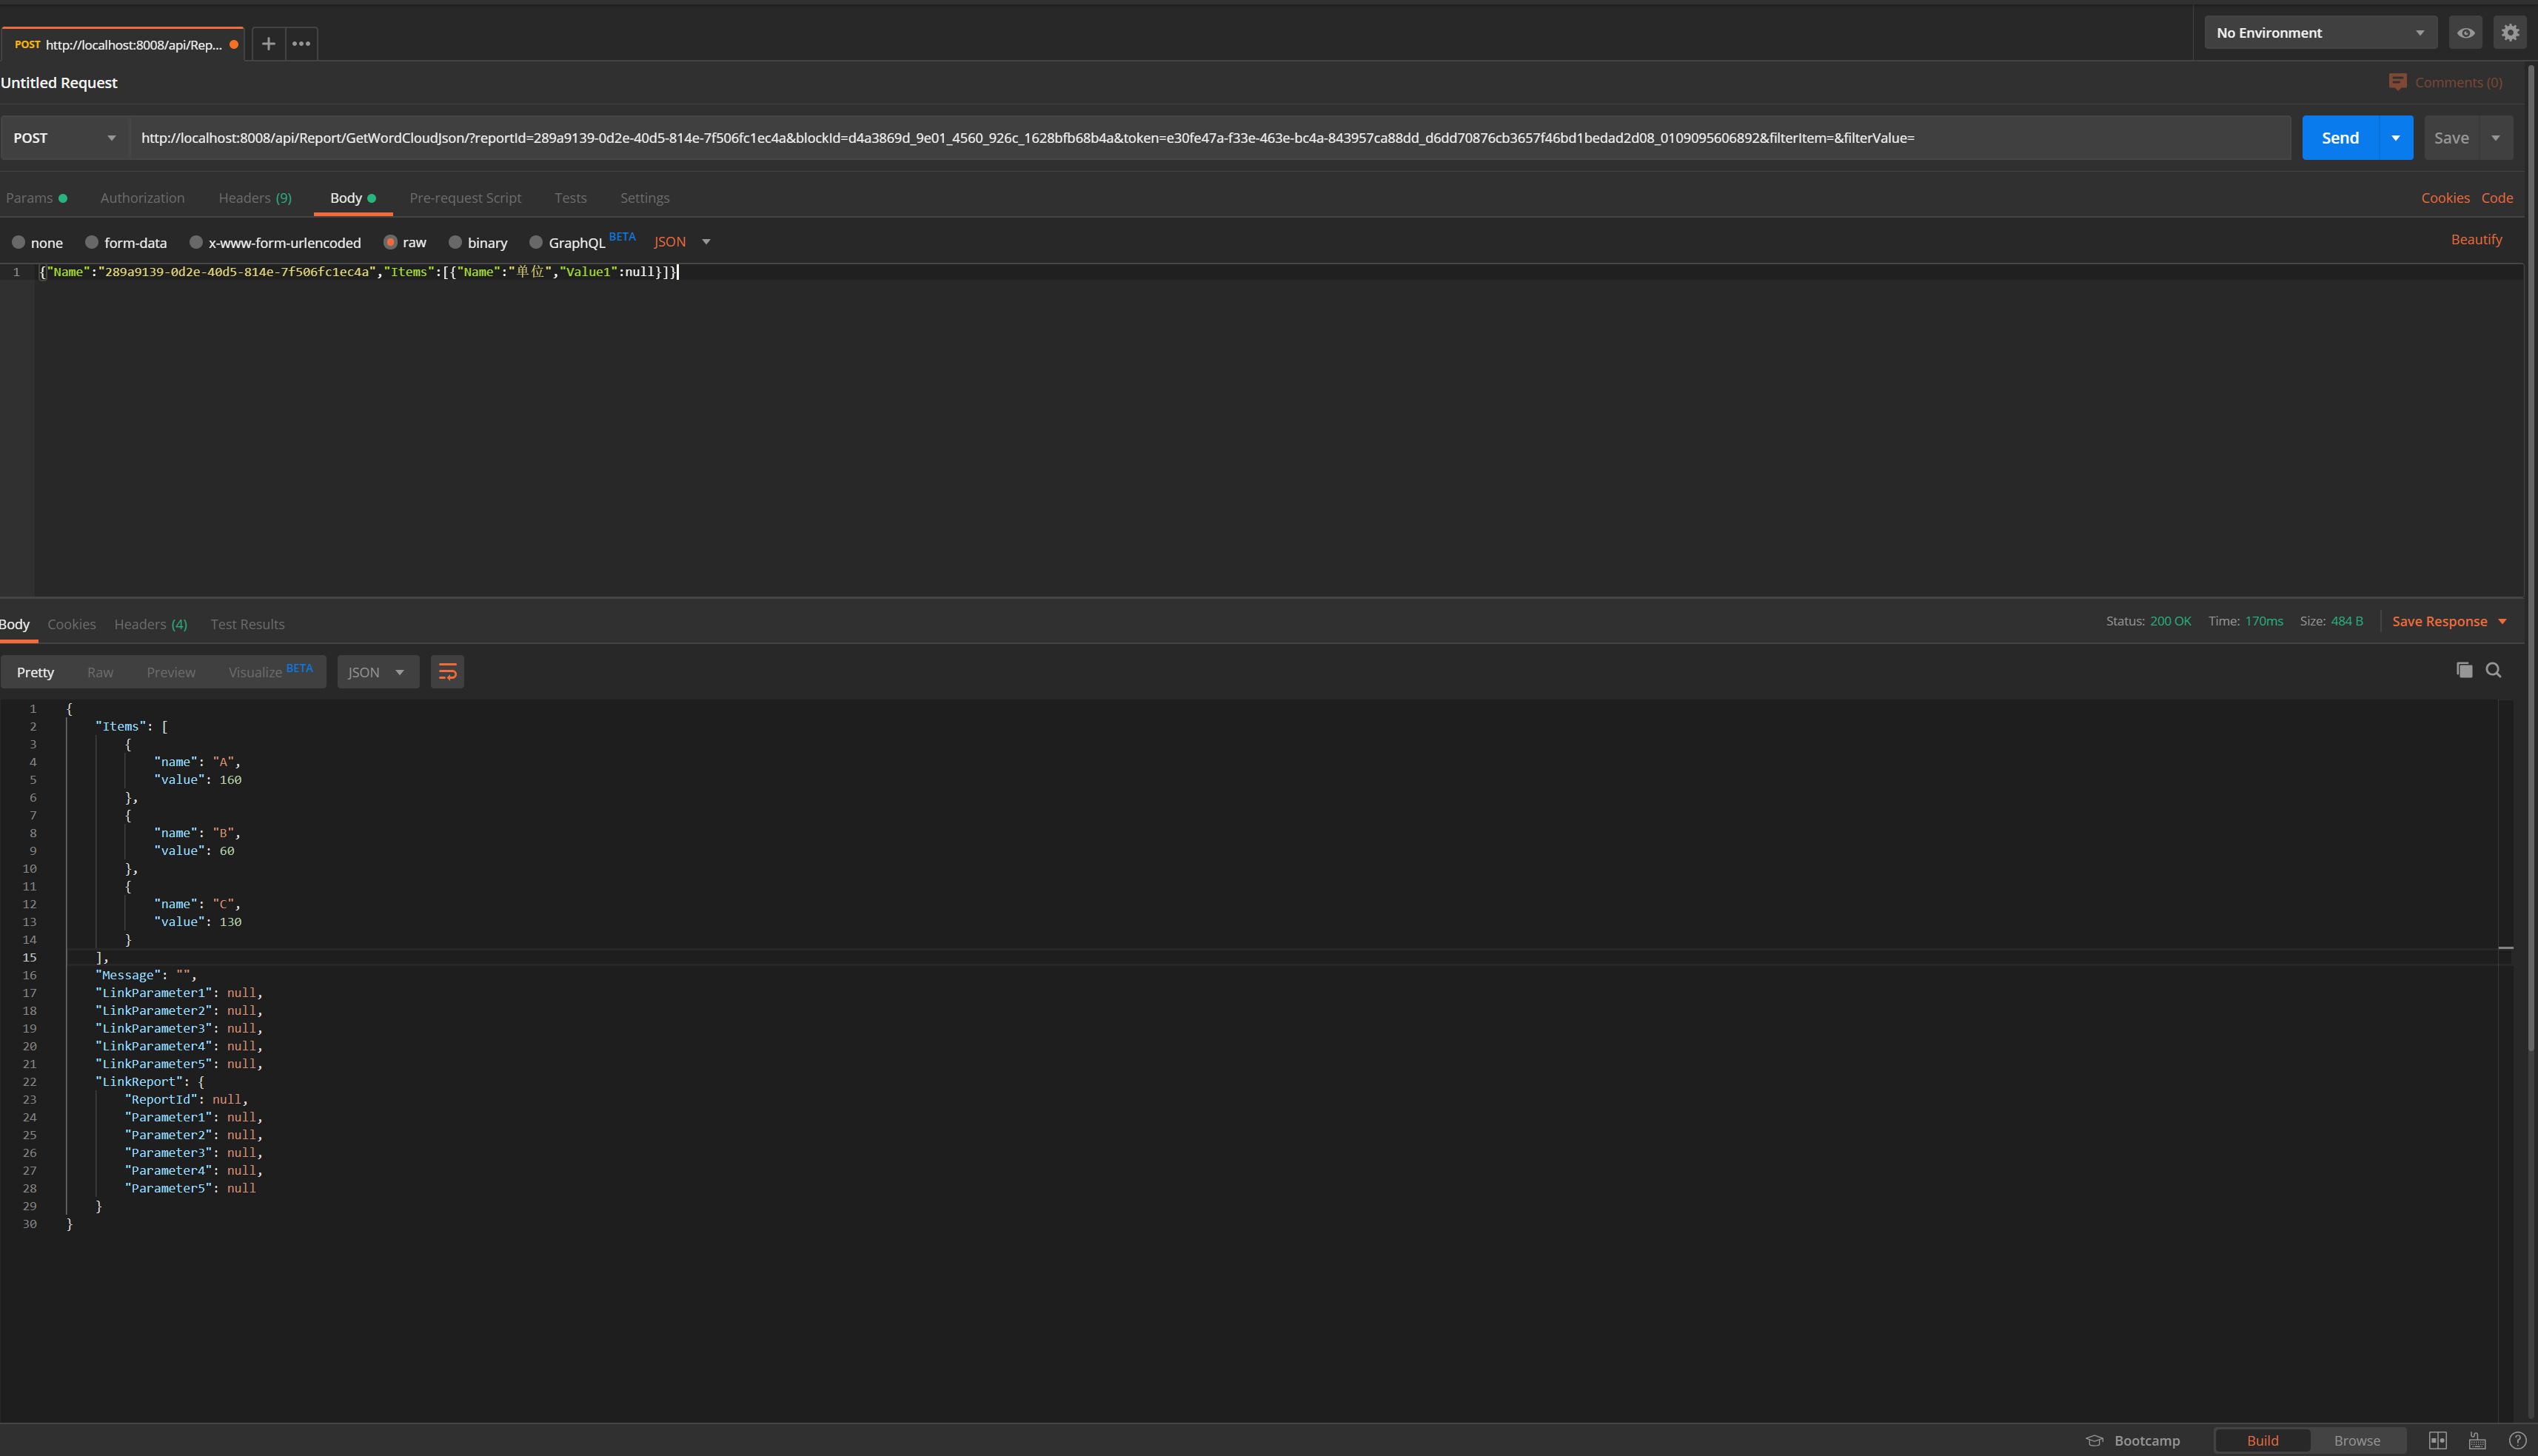 POST http://localhost:8008/api/Rep...
No Environment
Untitled Request
Comments (0)
POST
http://localhost:8008/api/Report/GetWordCloudJson/?reportId=289a9139-0d2e-40d5-814e-7f506fc1ec4a&blockId=d4a3869d_9e01_4560_926c_1628bfb68b4a&token=e30fe47a-f33e-463e-bc4a-843957ca88dd_d6dd70876cb3657f46bd1bedad2d08_0109095606892&filterItem=&filterValue=
Send
Save
Params Authorization Headers (9) Body Pre-request Script Tests Settings
Cookies Code
none form-data x-www-form-urlencoded raw binary GraphQL BETA JSON
Beautify
1 {"Name":"289a9139-0d2e-40d5-814e-7f506fc1ec4a","Items":[{"Name":"单位","Value1":null}]}
Body Cookies Headers (4) Test Results
Status: 200 OK Time: 170ms Size: 484 B Save Response
Pretty Raw Preview Visualize BETA JSON
1 {
2 "Items": [
3 {
4 "name": "A",
5 "value": 160
6 },
7 {
8 "name": "B",
9 "value": 60
10 },
11 {
12 "name": "C",
13 "value": 130
14 }
15 ],
16 "Message": "",
17 "LinkParameter1": null,
18 "LinkParameter2": null,
19 "LinkParameter3": null,
20 "LinkParameter4": null,
21 "LinkParameter5": null,
22 "LinkReport": {
23 "ReportId": null,
24 "Parameter1": null,
25 "Parameter2": null,
26 "Parameter3": null,
27 "Parameter4": null,
28 "Parameter5": null
29 }
30 }
Bootcamp Build Browse